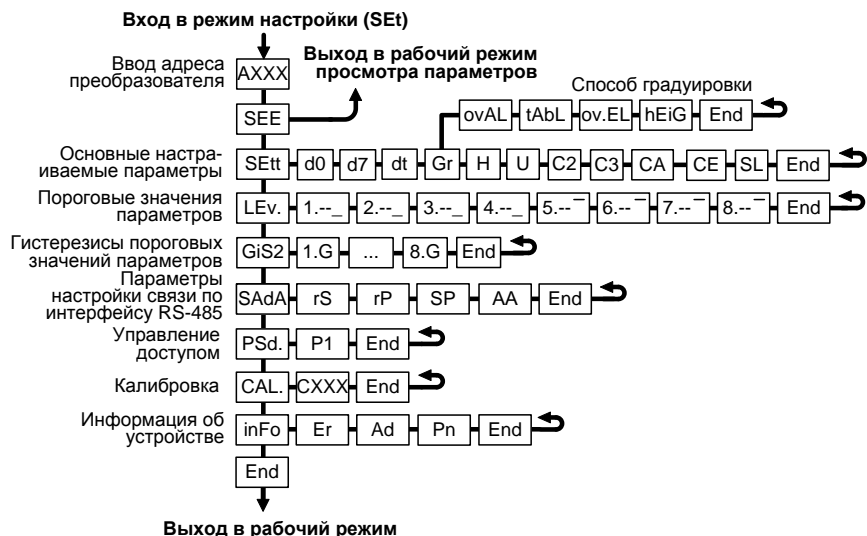 Вход в режим настройки (SEt)
Ввод адреса
преобразователя
AXXX
Выход в рабочий режим
просмотра параметров
SEE
Способ градуировки
ovAL tAbL ov.EL hEiG End
Основные настра-
иваемые параметры
SEtt d0 d7 dt Gr H U C2 C3 CA CE SL End
Пороговые значения
параметров
LEv. 1.--_ 2.--_ 3.--_ 4.--_ 5.--¯ 6.--¯ 7.--¯ 8.--¯ End
Гистерезисы пороговых
значений параметров
GiS2 1.G ... 8.G End
Параметры
настройки связи по
интерфейсу RS-485
SAdA rS rP SP AA End
Управление
доступом
PSd. P1 End
Калибровка
CAL. CXXX End
Информация об
устройстве
inFo Er Ad Pn End
End
Выход в рабочий режим